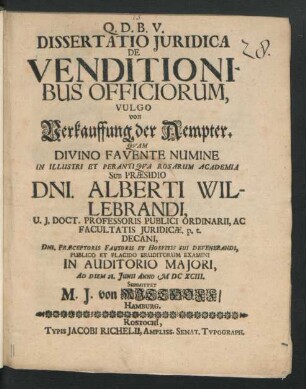 Q. D. B. V.
DISSERTATIO JURIDICA
DE
VENDITIONI-
BUS OFFICIORUM,
VULGO
von
Verkauffung der Aempter,
QUAM
DIVINO FAVENTE NUMINE
IN ILLUSTRI ET PERANTIQVA ROSARUM ACADEMIA
SUB PRÆSIDIO
DNI. ALBERTI WIL-
LEBRANDI,
U. J. DOCT. PROFESSORIS PUBLICI ORDINARII, AC
FACULTATIS JURIDICÆ. p. t.
DECANI,
DNI. PRÆCEPTORIS FAUTORIS ET HOSPITIS SUI DEVENERANDI,
PUBLICO ET PLACIDO ERUDITORUM EXAMINI
IN AUDITORIO MAJORI,
AD DIEM JUNII ANNO M DC XCIII.
SUBMITTET
M. J. von
HAMBURG.
ROSTOCHI,
TYPIS JACOBI RICHELII, AMPLISS. SENAT. TYPOGRAPH.